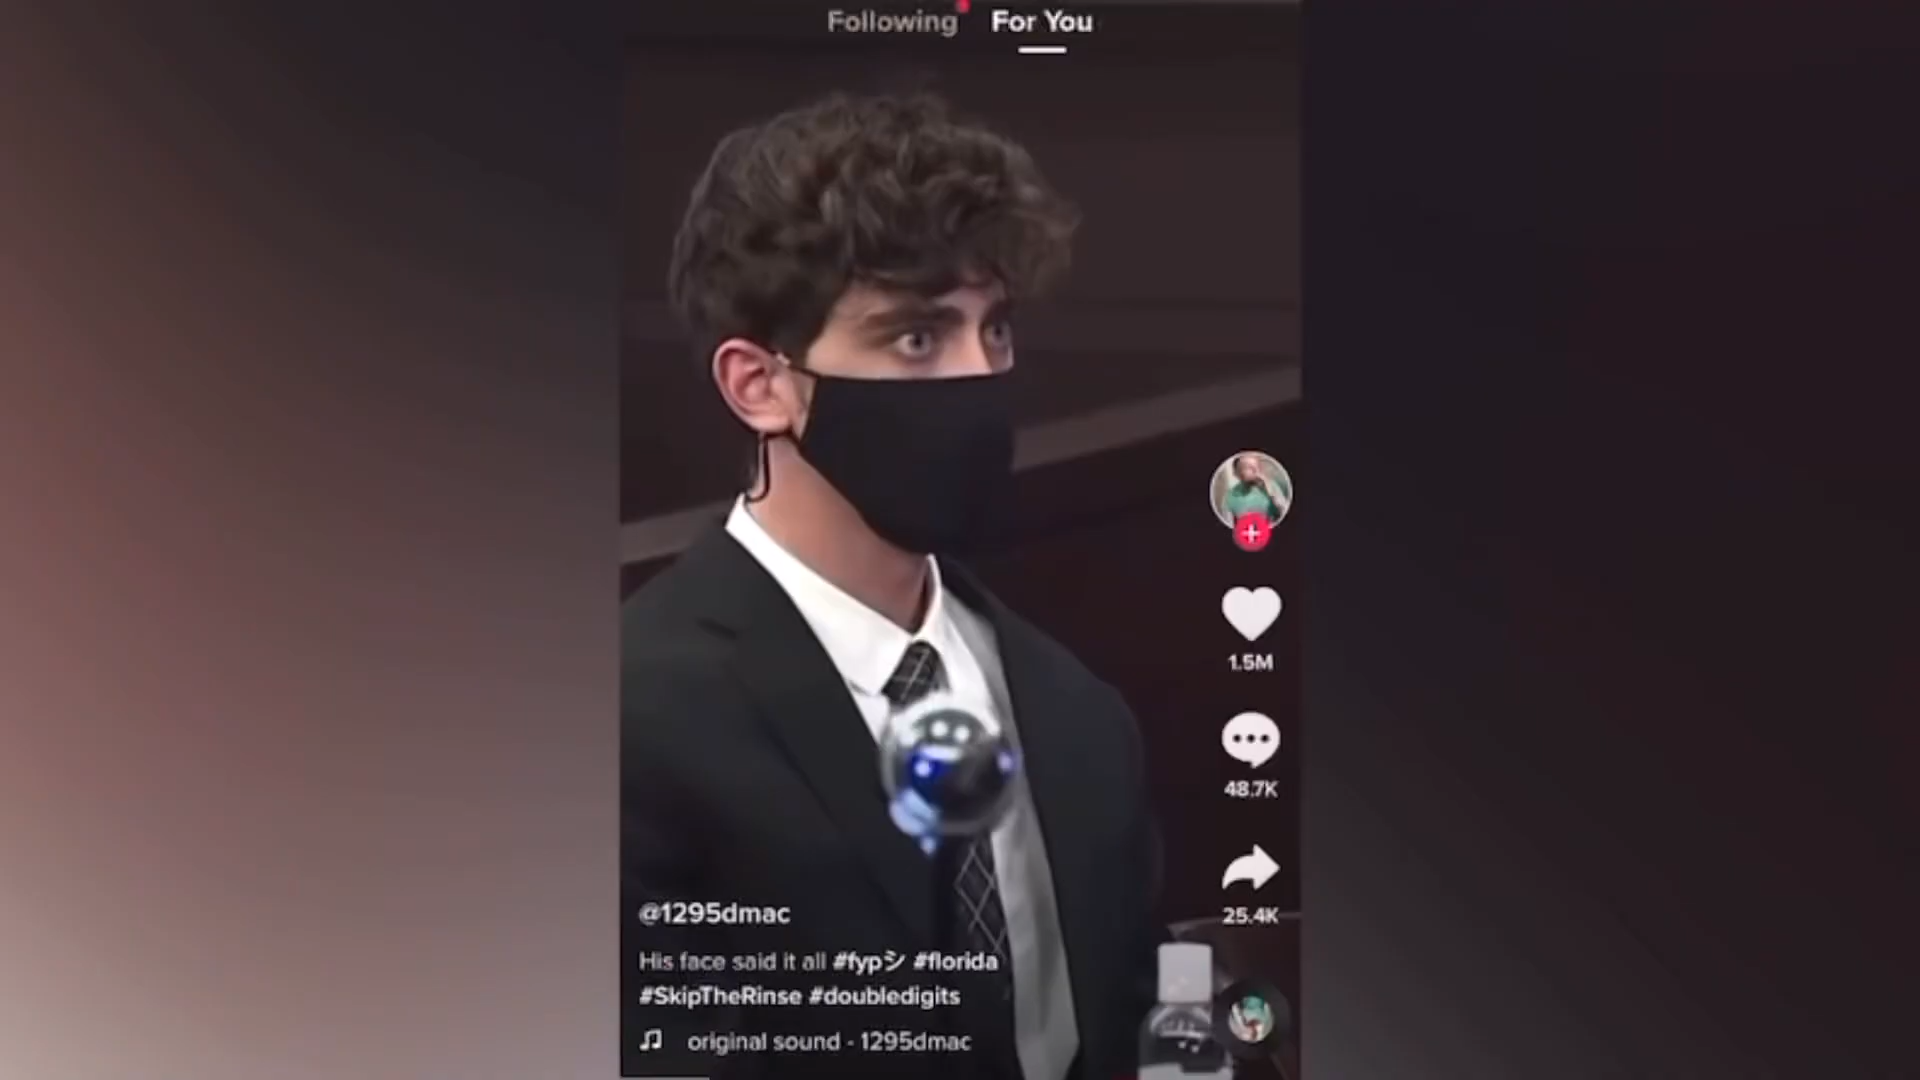 Following For You
1.5M
48.7K
25.4K
@1295dmac
His face said it all #fypシ #florida
#SkipTheRinse #doubledigits
original sound - 1295dmac